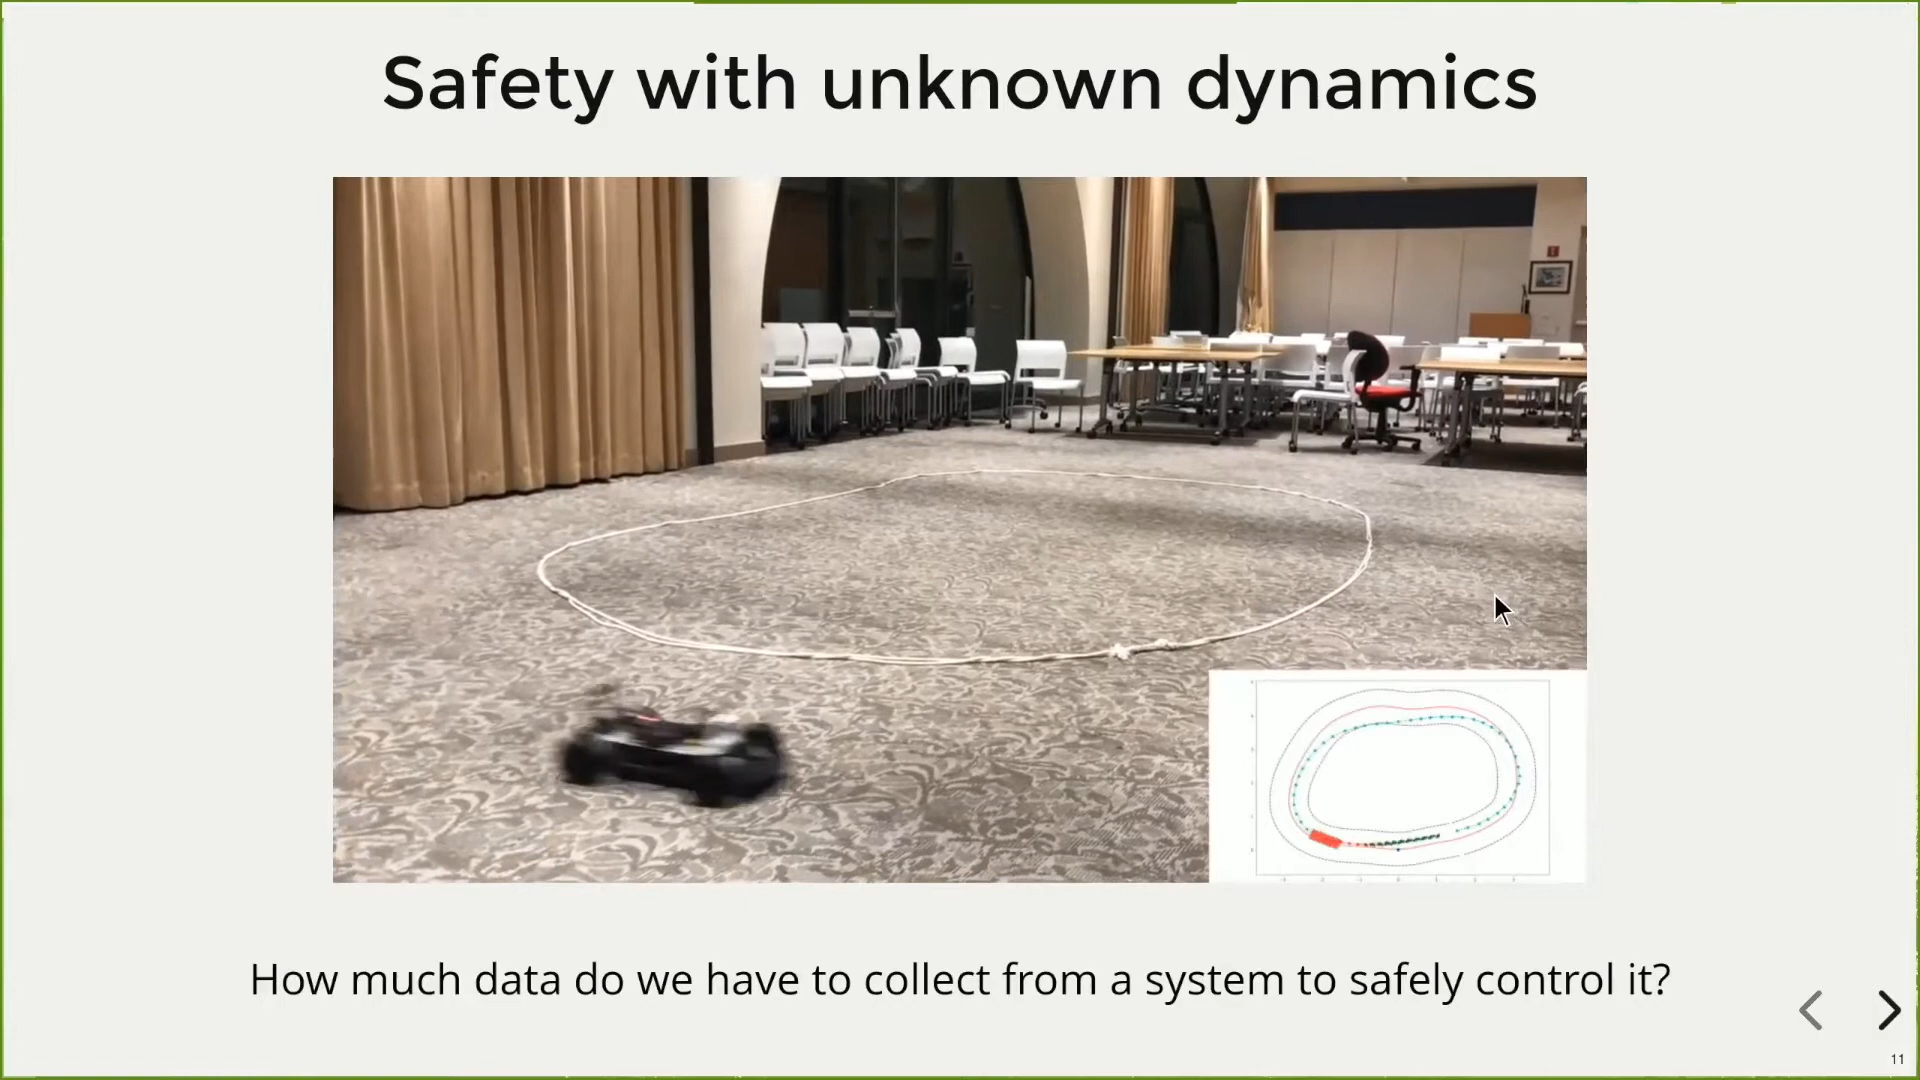 Safety with unknown dynamics
How much data do we have to collect from a system to safely control it?
11